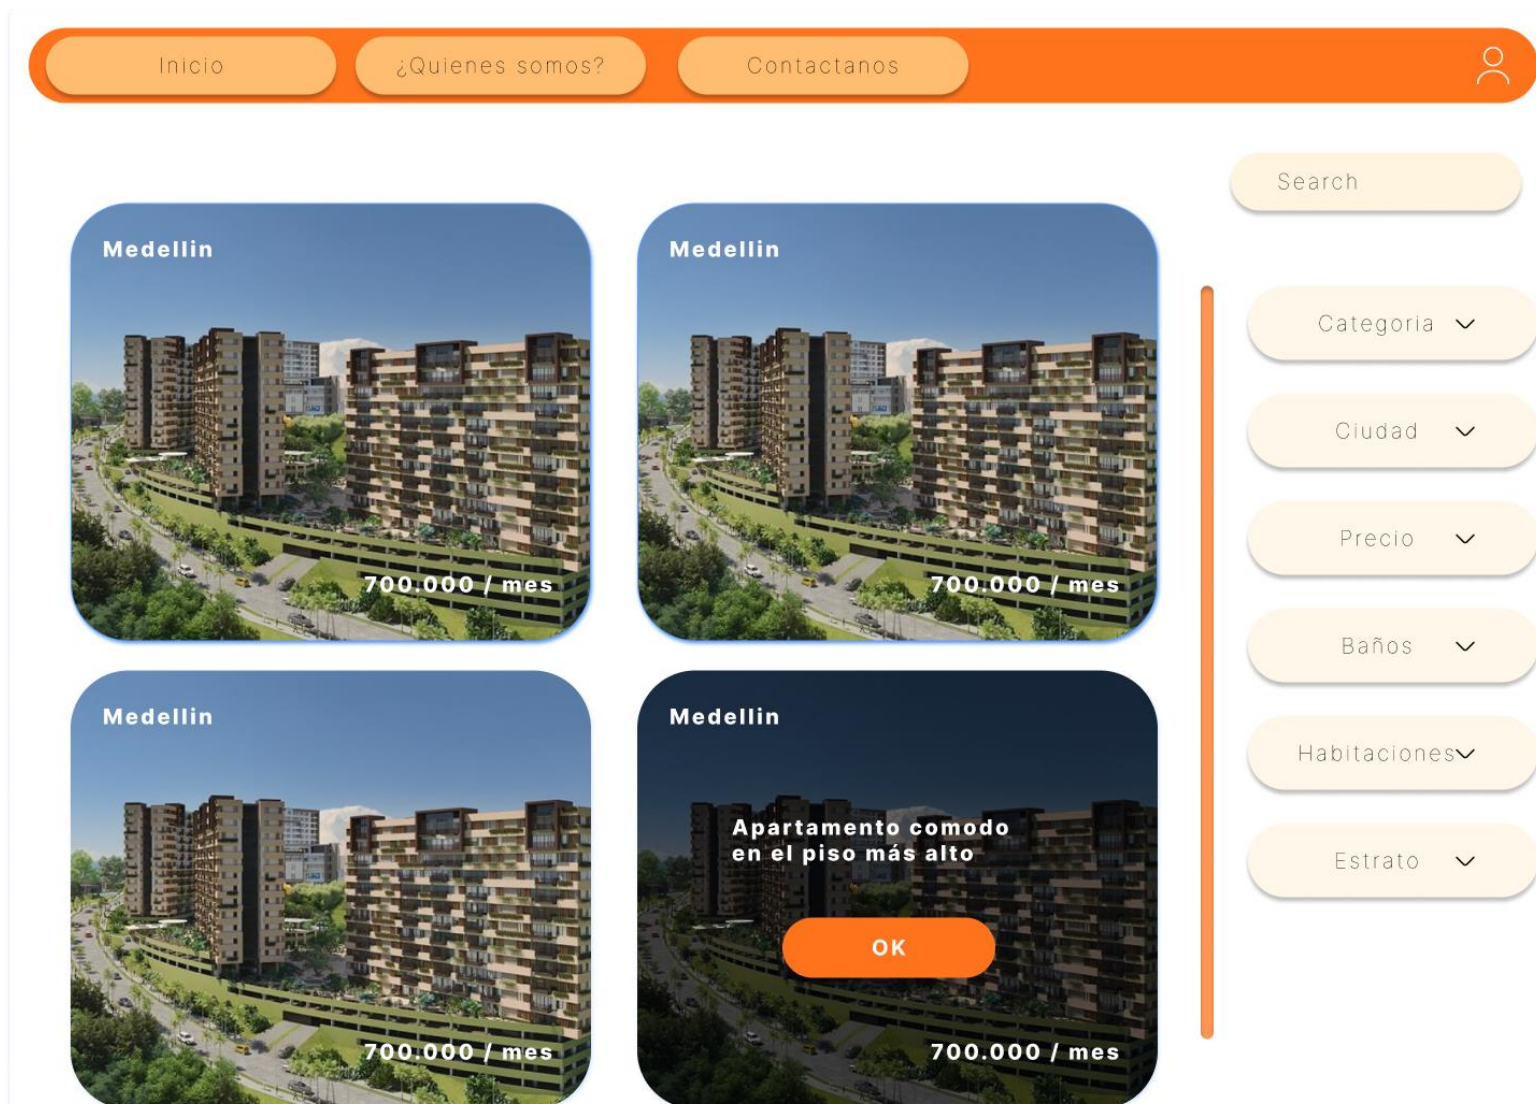 Inicio
¿Quienes somos?
Contactanos
Search
Medellin
Medellin
700.000 / mes
700.000 / mes
Medellin
Medellin
Apartamento comodo
en el piso más alto
OK
700.000 / mes
700.000 / mes
Categoria
Ciudad
Precio
Baños
Habitaciones
Estrato